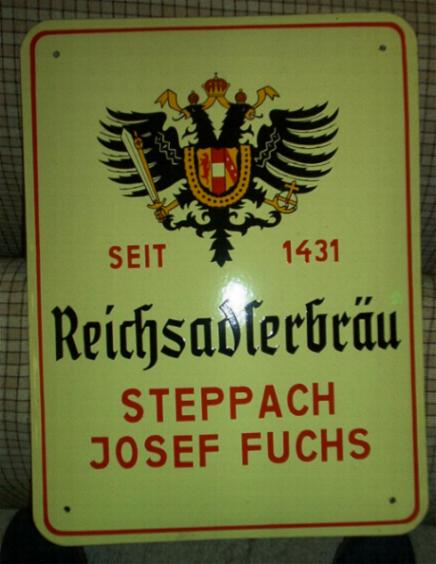 SEIT 1431
Reichsadlerbräu
STEPPACH
JOSEF FUCHS